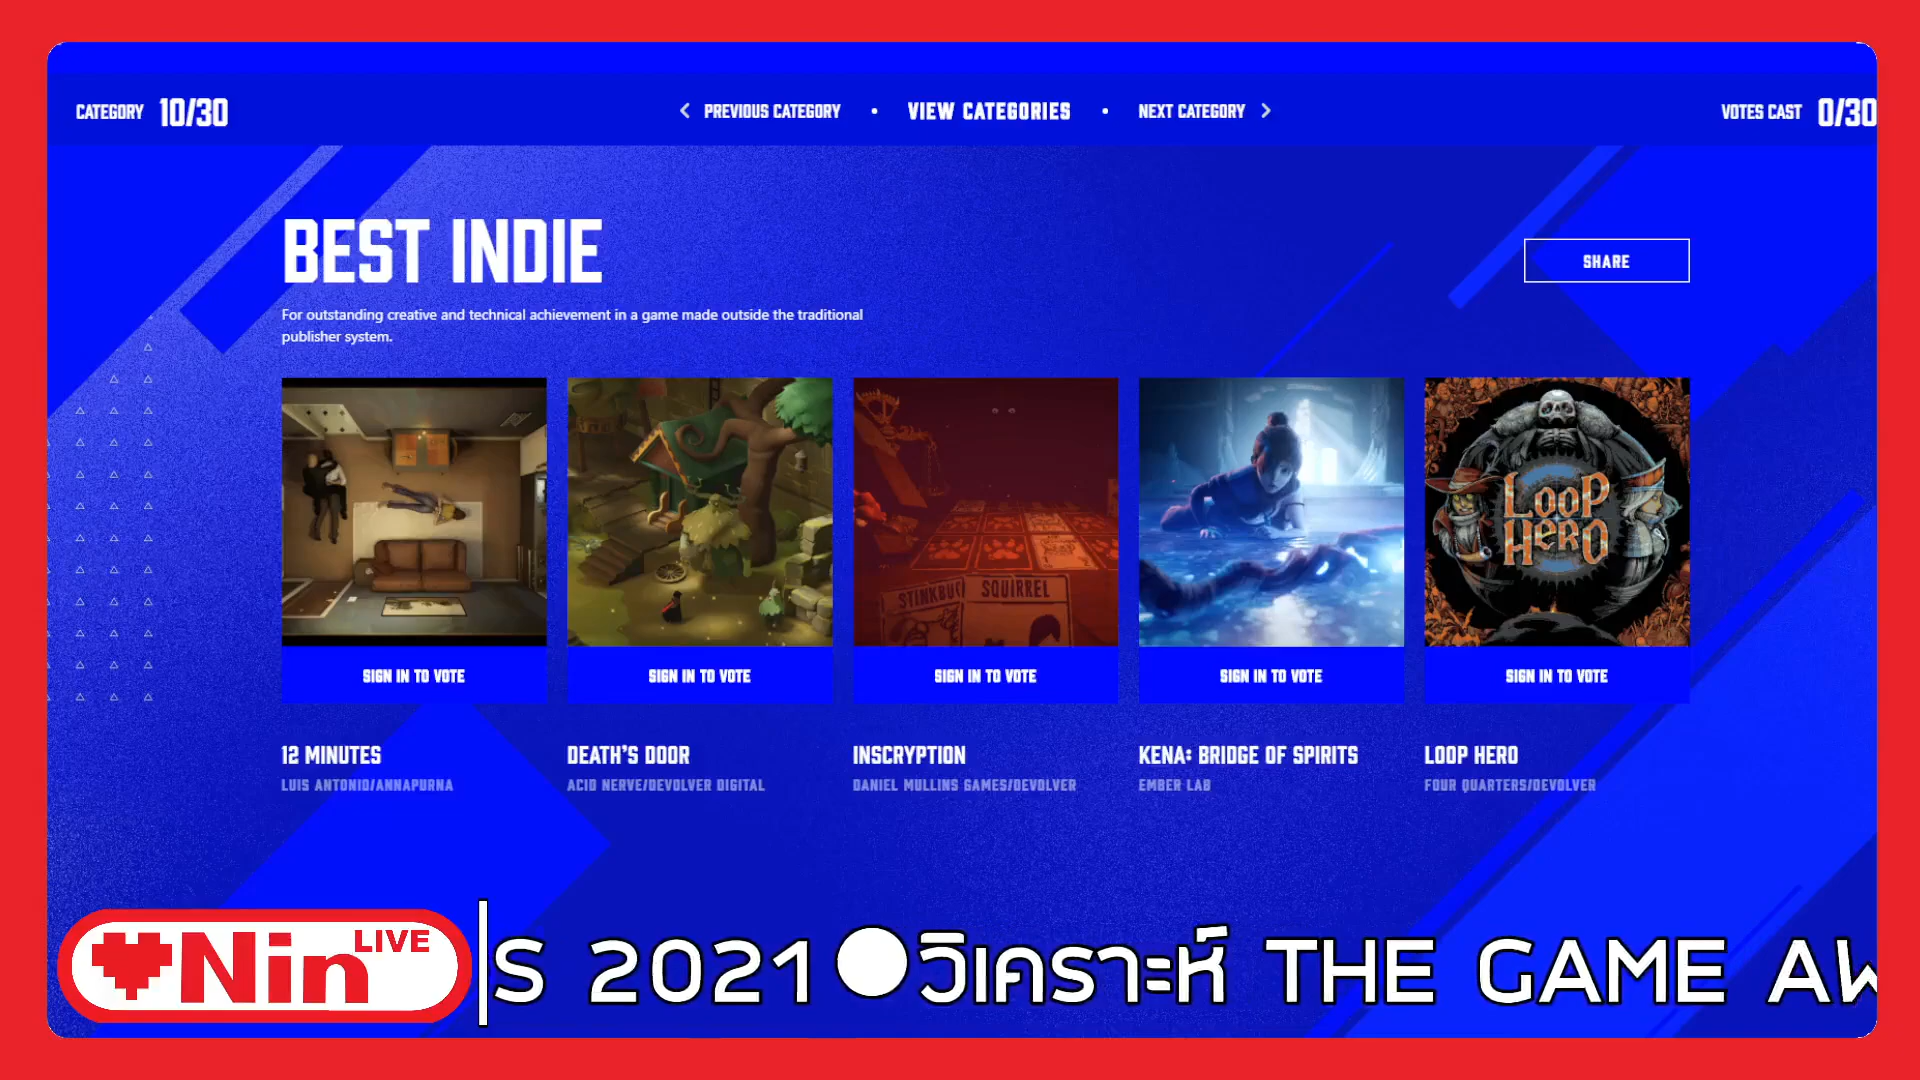 CATEGORY 10/30
PREVIOUS CATEGORY • VIEW CATEGORIES • NEXT CATEGORY
VOTES CAST 0/30
BEST INDIE
SHARE
For outstanding creative and technical achievement in a game made outside the traditional
publisher system.
STINKBUG SQUIRREL
LOOP
HERO
SIGN IN TO VOTE
SIGN IN TO VOTE
SIGN IN TO VOTE
SIGN IN TO VOTE
SIGN IN TO VOTE
12 MINUTES
LUIS ANTONIO/ANNAPURNA
DEATH'S DOOR
ACID NERVE/DEVOLVER DIGITAL
INSCRYPTION
DANIEL MULLINS GAMES/DEVOLVER
KENA: BRIDGE OF SPIRITS
EMBER LAB
LOOP HERO
FOUR QUARTERS/DEVOLVER
Nin LIVE
S 2021 ●วิเคราะห์ THE GAME AW